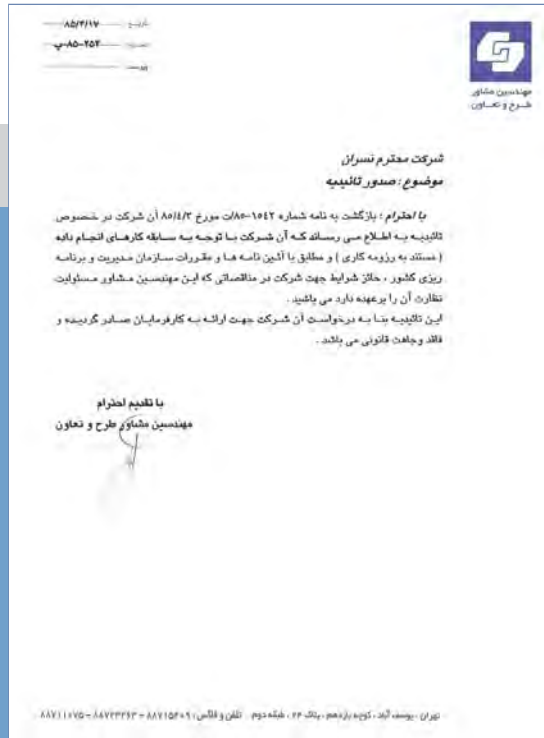 ۸۵/۴/۱۷
۲۵۴-۸۵-پ
مهندسین مشاور
طرح و تعاون
شرکت محترم نسران
موضوع : صدور تائیدیه
با احترام ؛ بازگشت به نامه شماره ۱۵۴۲-۸۵/ت مورخ ۸۵/۴/۳ آن شرکت در خصوص
تائیدیه به اطلاع می رساند که آن شرکت با توجه به سابقه کارهای انجام داده
( مستند به رزومه کاری ) و مطابق با آئین نامه ها و مقررات سازمان مدیریت و برنامه
ریزی کشور ، حائز شرایط جهت شرکت در مناقصاتی که این مهندسین مشاور مسئولیت
نظارت آن را برعهده دارد می باشید .
این تائیدیه بنا به درخواست آن شرکت جهت ارائه به کارفرمایان صادر گردیده و
فاقد وجاهت قانونی می باشد .
با تقدیم احترام
مهندسین مشاور طرح و تعاون
تهران ، یوسف آباد ، کوچه یازدهم ، پلاک ۲۴ ، طبقه دوم تلفن و فاکس : ۸۸۷۱۵۴۰۹ - ۸۸۷۲۳۲۶۳ - ۸۸۷۱۱۰۷۵